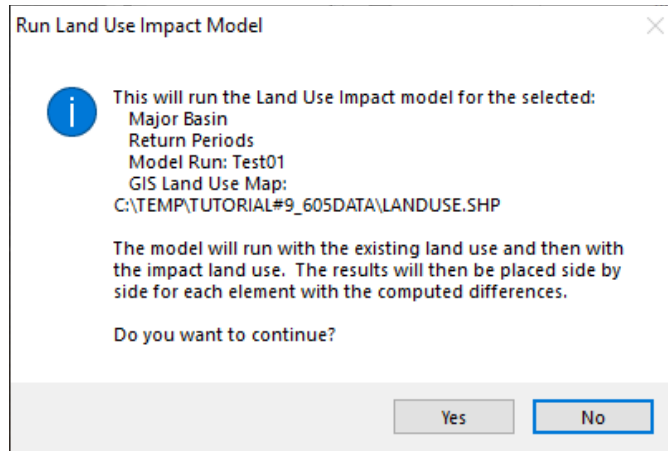 Run Land Use Impact Model
This will run the Land Use Impact model for the selected:
Major Basin
Return Periods
Model Run: Test01
GIS Land Use Map:
C:\TEMP\TUTORIAL#9_605DATA\LANDUSE.SHP
The model will run with the existing land use and then with
the impact land use.  The results will then be placed side by
side for each element with the computed differences.
Do you want to continue?
Yes
No